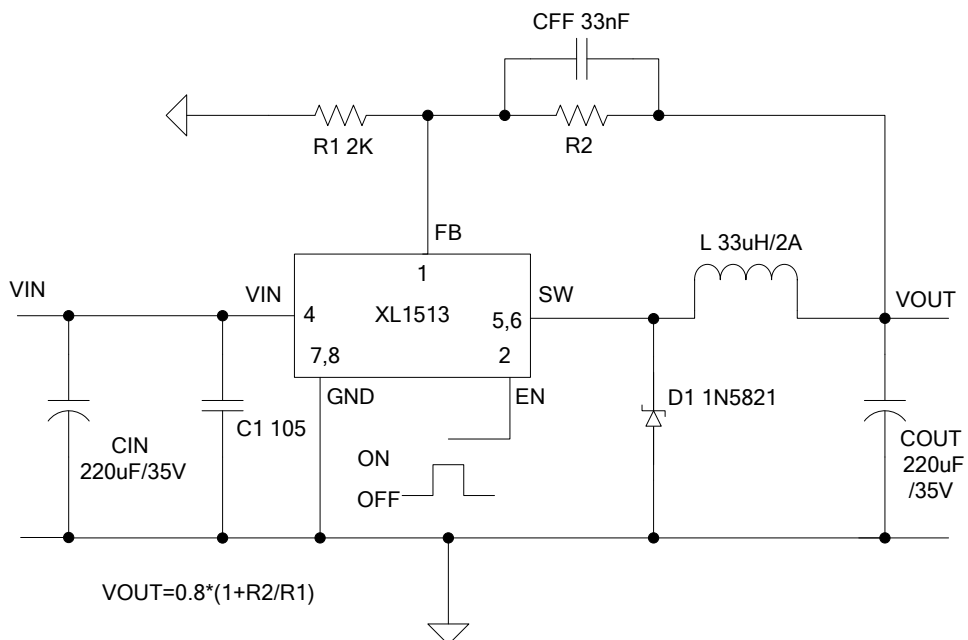 CFF 33nF
R1 2K
R2
FB
L 33uH/2A
1
VIN
VIN
SW
VOUT
4
XL1513
5,6
7,8
2
GND
EN
D1 1N5821
C1 105
CIN
220uF/35V
COUT
220uF
/35V
ON
OFF
VOUT=0.8*(1+R2/R1)